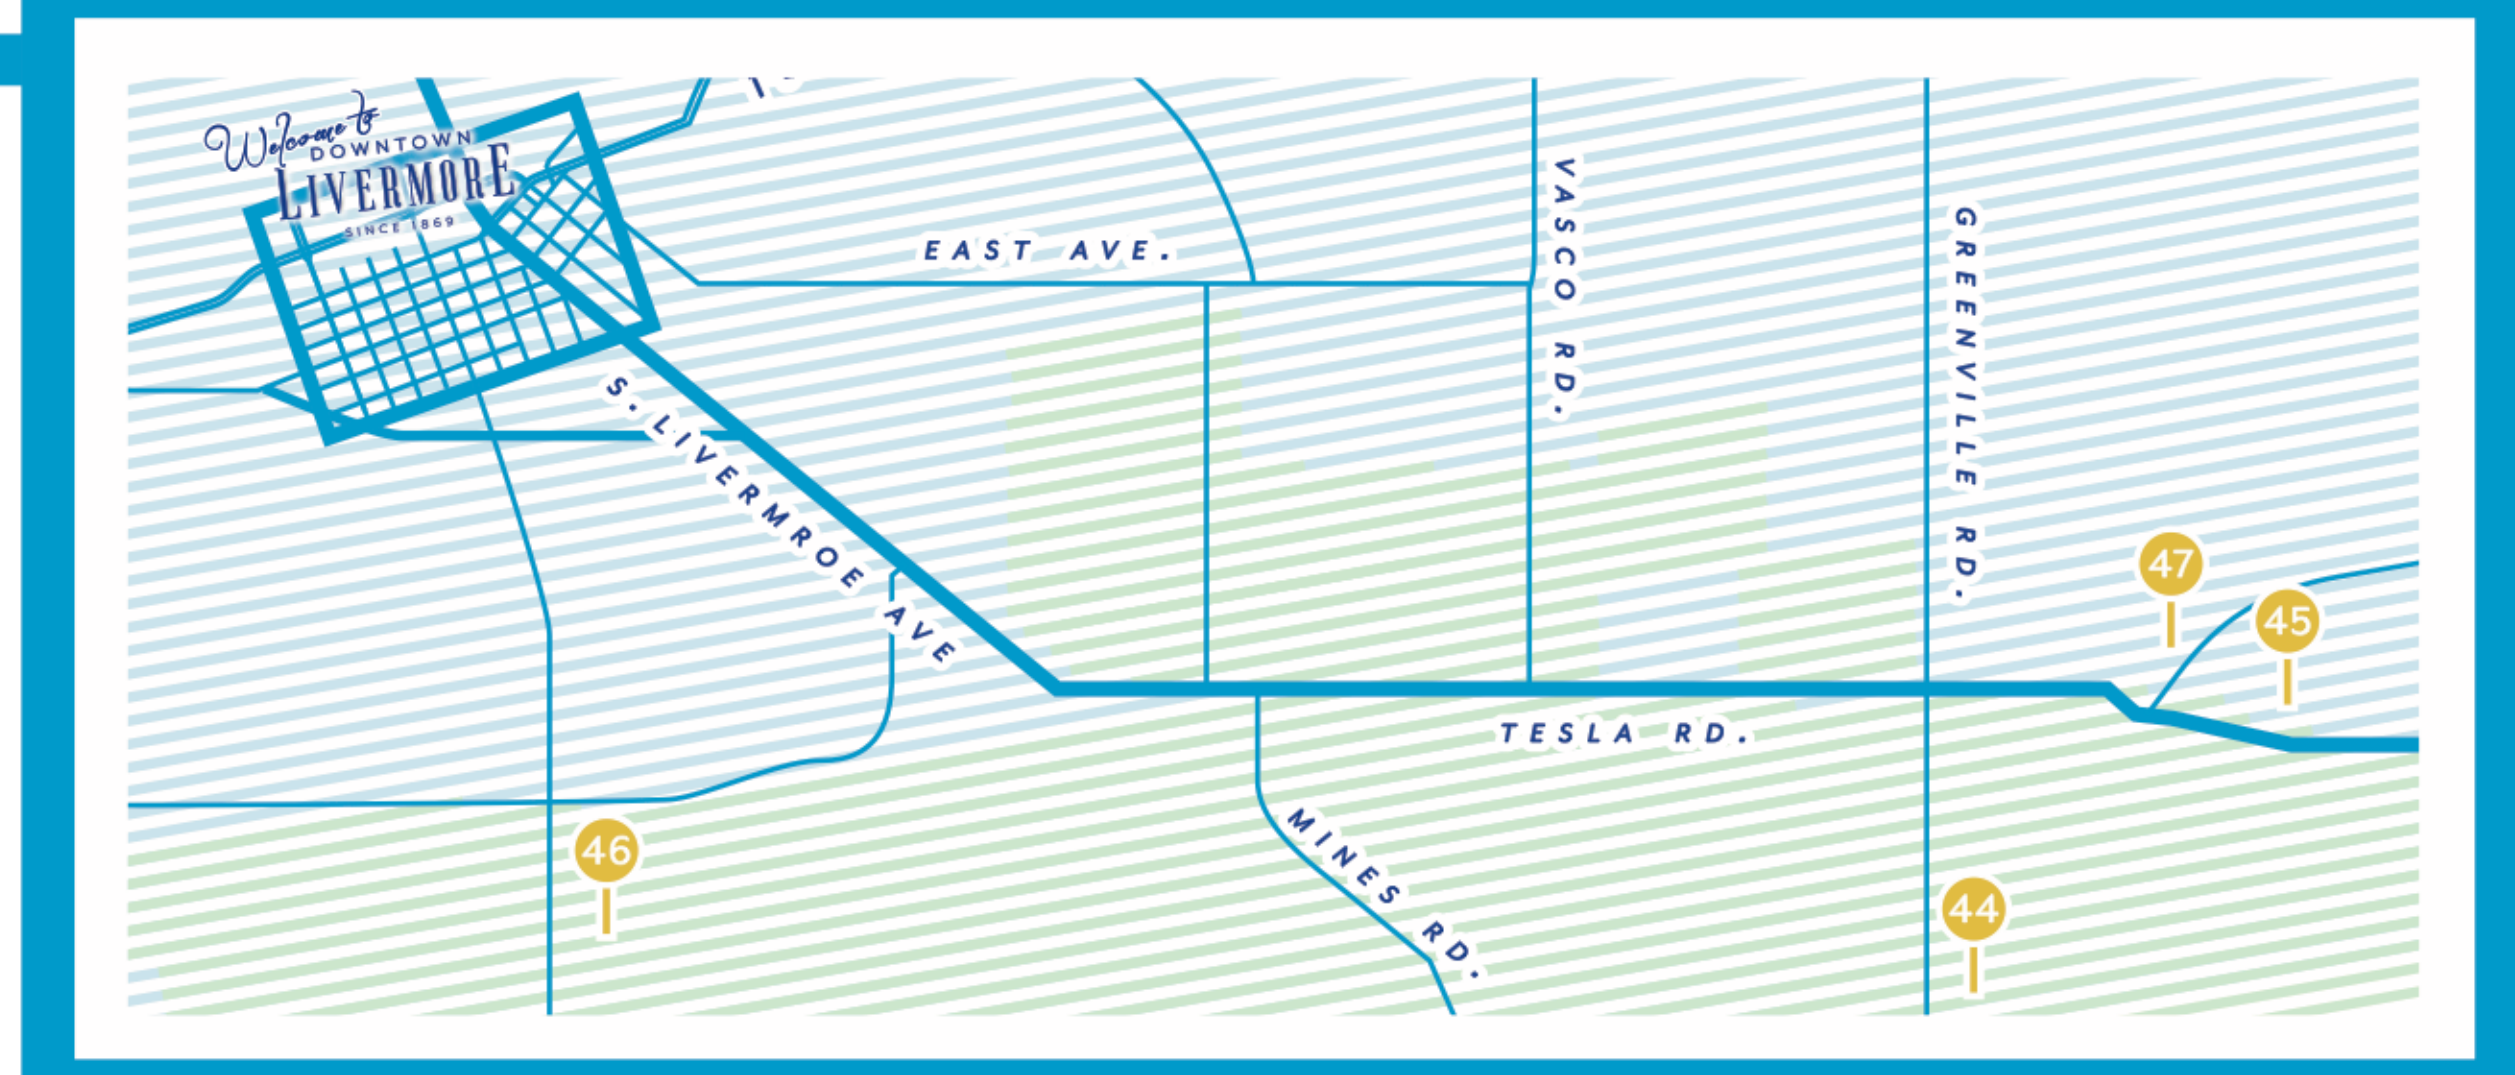 Welcome to
DOWNTOWN
LIVERMORE
SINCE 1869
EAST AVE.
VASCO RD.
GREENVILLE RD.
S. LIVERMROE AVE
47
45
TESLA RD.
MINES RD.
46
44